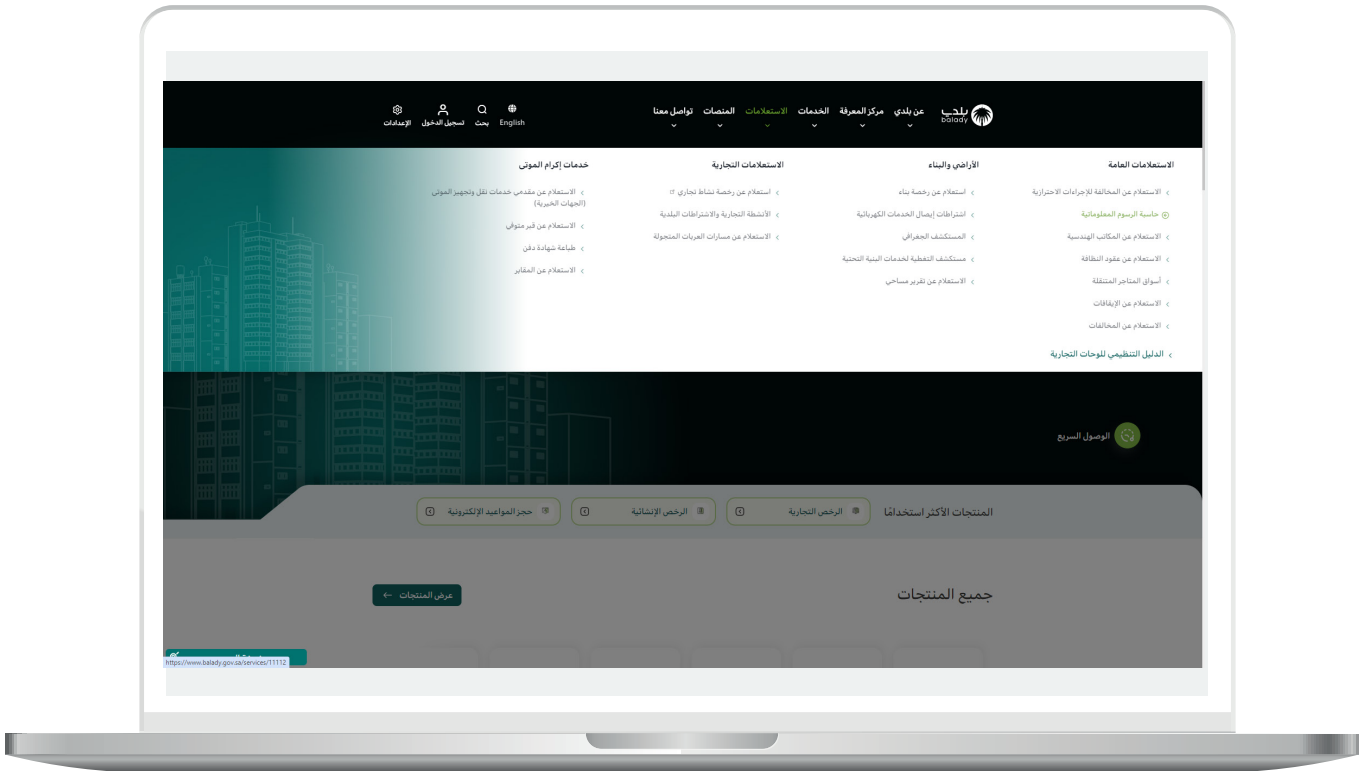 بلدي
balady
عن بلدي
مركز المعرفة
الخدمات
الاستعلامات
المنصات
تواصل معنا
English
بحث
تسجيل الدخول
الإعدادات
الاستعلامات العامة
الاستعلام عن المخالفة للإجراءات الاحترازية
حاسبة الرسوم المعلوماتية
الاستعلام عن المكاتب الهندسية
الاستعلام عن عقود النظافة
أسواق المتاجر المتنقلة
الاستعلام عن الإيقافات
الاستعلام عن المخالفات
الدليل التنظيمي للوحات التجارية
الأراضي والبناء
استعلام عن رخصة بناء
اشتراطات إيصال الخدمات الكهربائية
المستكشف الجغرافي
مستكشف التغطية لخدمات البنية التحتية
الاستعلام عن تقرير مساحي
الاستعلامات التجارية
استعلام عن رخصة نشاط تجاري
الأنشطة التجارية والاشتراطات البلدية
الاستعلام عن مسارات العربات المتجولة
خدمات إكرام الموتى
الاستعلام عن مقدمي خدمات نقل وتجهيز الموتى
(الجهات الخيرية)
الاستعلام عن قبر متوفي
طباعة شهادة دفن
الاستعلام عن المقابر
الوصول السريع
المنتجات الأكثر استخدامًا
الرخص التجارية
الرخص الإنشائية
حجز المواعيد الإلكترونية
جميع المنتجات
عرض المنتجات
https://www.balady.gov.sa/services/11112